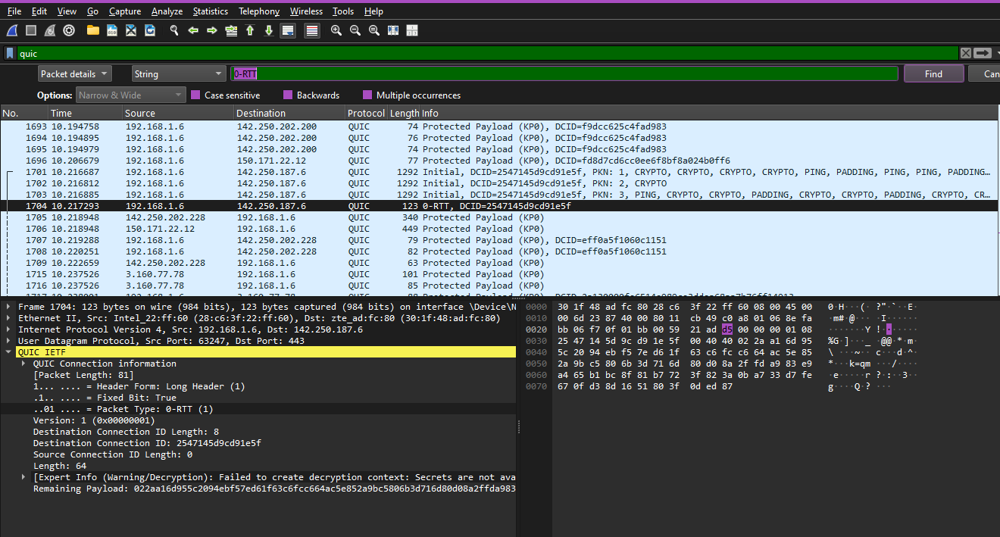 File Edit View Go Capture Analyze Statistics Telephony Wireless Tools Help
quic
Packet details String 0-RTT Find Can
Options: Narrow & Wide Case sensitive Backwards Multiple occurrences
No. Time Source Destination Protocol Length Info
1693 10.194758 192.168.1.6 142.250.202.200 QUIC 74 Protected Payload (KP0), DCID=f9dcc625c4fad983
1694 10.194895 192.168.1.6 142.250.202.200 QUIC 76 Protected Payload (KP0), DCID=f9dcc625c4fad983
1695 10.194979 192.168.1.6 142.250.202.200 QUIC 74 Protected Payload (KP0), DCID=f9dcc625c4fad983
1696 10.206679 192.168.1.6 150.171.22.12 QUIC 77 Protected Payload (KP0), DCID=fd8d7cd6cc0ee6f8bf8a024b0ff6
1701 10.216687 192.168.1.6 142.250.187.6 QUIC 1292 Initial, DCID=2547145d9cd91e5f, PKN: 1, CRYPTO, CRYPTO, CRYPTO, CRYPTO, PING, PADDING, PING, PING, PADDING…
1702 10.216812 192.168.1.6 142.250.187.6 QUIC 1292 Initial, DCID=2547145d9cd91e5f, PKN: 2, CRYPTO
1703 10.216885 192.168.1.6 142.250.187.6 QUIC 1292 Initial, DCID=2547145d9cd91e5f, PKN: 3, PING, CRYPTO, CRYPTO, PADDING, CRYPTO, CRYPTO, PADDING, CRYPTO, CR…
1704 10.217293 192.168.1.6 142.250.187.6 QUIC 123 0-RTT, DCID=2547145d9cd91e5f
1705 10.218948 142.250.202.228 192.168.1.6 QUIC 340 Protected Payload (KP0)
1706 10.218948 150.171.22.12 192.168.1.6 QUIC 449 Protected Payload (KP0)
1707 10.219288 192.168.1.6 142.250.202.228 QUIC 79 Protected Payload (KP0), DCID=eff0a5f1060c1151
1708 10.220251 192.168.1.6 142.250.202.228 QUIC 82 Protected Payload (KP0), DCID=eff0a5f1060c1151
1709 10.222659 142.250.202.228 192.168.1.6 QUIC 63 Protected Payload (KP0)
1715 10.237526 3.160.77.78 192.168.1.6 QUIC 101 Protected Payload (KP0)
1716 10.237526 3.160.77.78 192.168.1.6 QUIC 85 Protected Payload (KP0)
Frame 1704: 123 bytes on wire (984 bits), 123 bytes captured (984 bits) on interface \Device\N
Ethernet II, Src: Intel_22:ff:60 (28:c6:3f:22:ff:60), Dst: zte_ad:fc:80 (30:1f:48:ad:fc:80)
Internet Protocol Version 4, Src: 192.168.1.6, Dst: 142.250.187.6
User Datagram Protocol, Src Port: 63247, Dst Port: 443
QUIC IETF
QUIC Connection information
[Packet Length: 81]
1... .... = Header Form: Long Header (1)
.1.. .... = Fixed Bit: True
..01 .... = Packet Type: 0-RTT (1)
Version: 1 (0x00000001)
Destination Connection ID Length: 8
Destination Connection ID: 2547145d9cd91e5f
Source Connection ID Length: 0
Length: 64
[Expert Info (Warning/Decryption): Failed to create decryption context: Secrets are not ava
Remaining Payload: 022aa16d955c2094ebf57ed61f63c6fcc664ac5e852a9bc5806b3d716d80d08a2ffda983
0000 30 1f 48 ad fc 80 28 c6 3f 22 ff 60 08 00 45 00 0·H···(· ?"·`··E·
0010 00 6d 23 87 40 00 80 11 cb 49 c0 a8 01 06 8e fa ·m#·@··· ·I······
0020 bb 06 f7 0f 01 bb 00 59 21 ad d5 00 00 00 01 08 ·······Y !·······
0030 25 47 14 5d 9c d9 1e 5f 00 40 40 02 2a a1 6d 95 %G·]···_ ·@@·*·m·
0040 5c 20 94 eb f5 7e d6 1f 63 c6 fc c6 64 ac 5e 85 \ ···~·· c···d·^·
0050 2a 9b c5 80 6b 3d 71 6d 80 d0 8a 2f fd a9 83 e9 *···k=qm ···/····
0060 a4 65 b1 bc 8f 81 b7 72 3f 82 3a 0b a7 33 d7 fe ·e·····r ?·:··3··
0070 67 0f d3 8d 16 51 80 3f 0d ed 87 g····Q·? ···